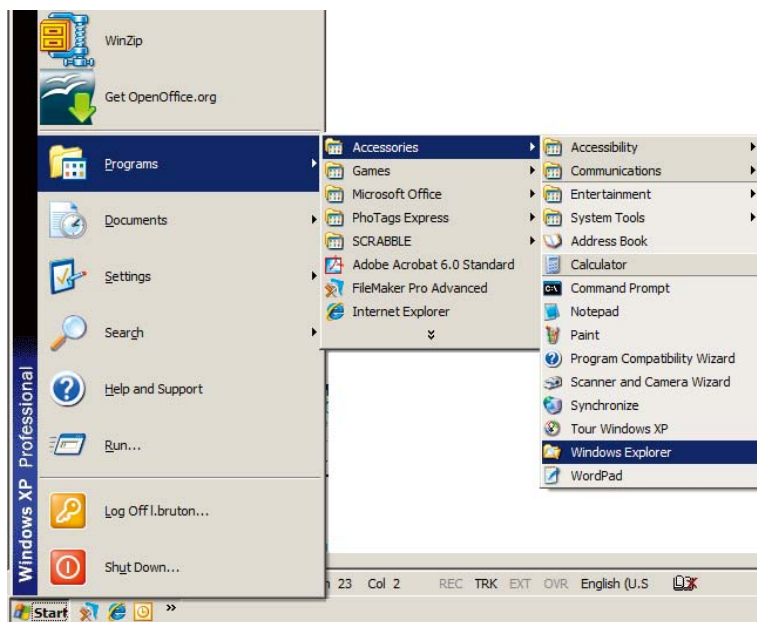 WinZip
Get OpenOffice.org
Programs
Documents
Settings
Search
Help and Support
Run...
Log Off l.bruton...
Shut Down...
Windows XP Professional
Accessories
Games
Microsoft Office
PhoTags Express
SCRABBLE
Adobe Acrobat 6.0 Standard
FileMaker Pro Advanced
Internet Explorer
Accessibility
Communications
Entertainment
System Tools
Address Book
Calculator
Command Prompt
Notepad
Paint
Program Compatibility Wizard
Scanner and Camera Wizard
Synchronize
Tour Windows XP
Windows Explorer
WordPad
23 Col 2 REC TRK EXT OVR English (U.S
Start